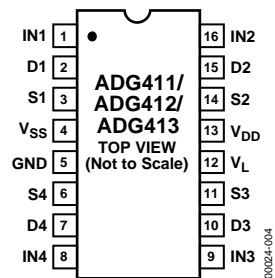 IN1 1 16 IN2
D1 2 15 D2
S1 3 14 S2
VSS 4 13 VDD
GND 5 12 VL
S4 6 11 S3
D4 7 10 D3
IN4 8 9 IN3
ADG411/
ADG412/
ADG413
TOP VIEW
(Not to Scale)
00024-004